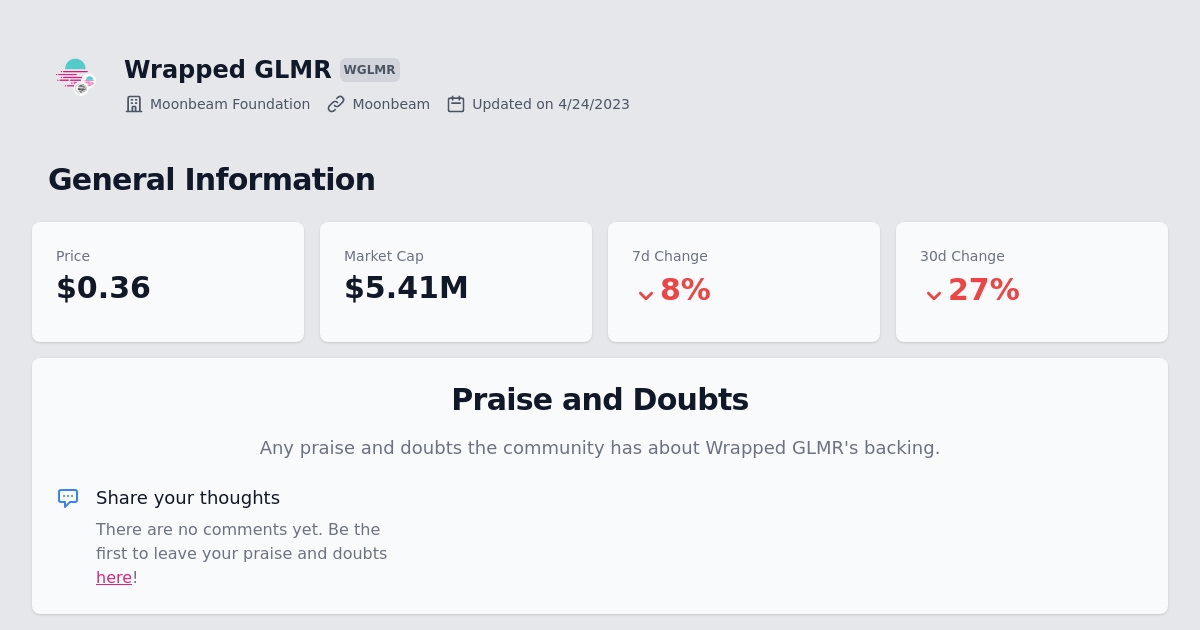 Wrapped GLMR WGLMR
Moonbeam Foundation Moonbeam Updated on 4/24/2023
General Information
Price
$0.36
Market Cap
$5.41M
7d Change
8%
30d Change
27%
Praise and Doubts
Any praise and doubts the community has about Wrapped GLMR's backing.
Share your thoughts
There are no comments yet. Be the
first to leave your praise and doubts
here!